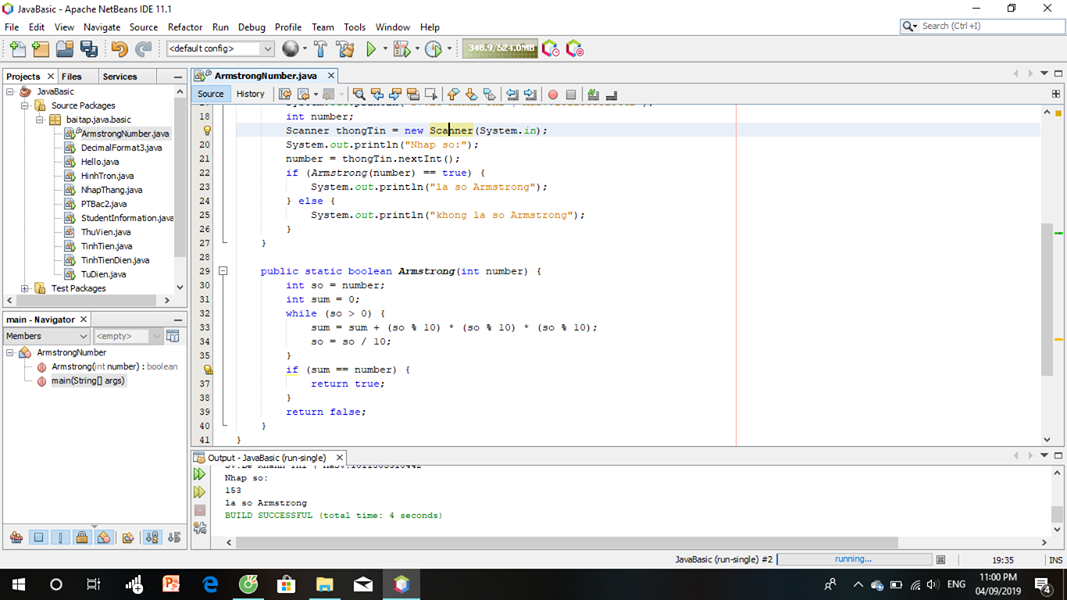 JavaBasic - Apache NetBeans IDE 11.1
File Edit View Navigate Source Refactor Run Debug Profile Team Tools Window Help
Search (Ctrl+I)
<default config>
348.9/524.0MB
Projects Files Services
JavaBasic
Source Packages
baitap.java.basic
ArmstrongNumber.java
DecimalFormat3.java
Hello.java
HinhTron.java
NhapThang.java
PTBac2.java
StudentInformation.java
ThuVien.java
TinhTien.java
TinhTienDien.java
TuDien.java
Test Packages
main - Navigator
Members <empty>
ArmstrongNumber
Armstrong(int number) : boolean
main(String[] args)
ArmstrongNumber.java
Source History
18 int number;
Scanner thongTin = new Scanner(System.in);
20 System.out.println("Nhap so:");
21 number = thongTin.nextInt();
22 if (Armstrong(number) == true) {
23 System.out.println("la so Armstrong");
24 } else {
25 System.out.println("khong la so Armstrong");
26 }
27 }
28
29 public static boolean Armstrong(int number) {
30 int so = number;
31 int sum = 0;
32 while (so > 0) {
33 sum = sum + (so % 10) * (so % 10) * (so % 10);
34 so = so / 10;
35 }
if (sum == number) {
37 return true;
38 }
39 return false;
40 }
41 }
Output - JavaBasic (run-single)
Nhap so:
153
la so Armstrong
BUILD SUCCESSFUL (total time: 4 seconds)
JavaBasic (run-single) #2 running... 19:35 INS
ENG
11:00 PM
04/09/2019
4